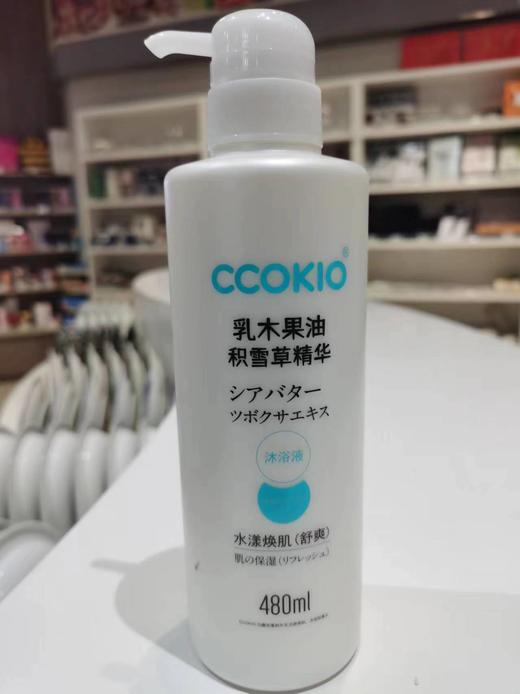 CCOKIO®
乳木果油
积雪草精华
シアバター
ツボクサエキス
沐浴液
水漾焕肌(舒爽)
肌の保湿(リフレッシュ)
480ml